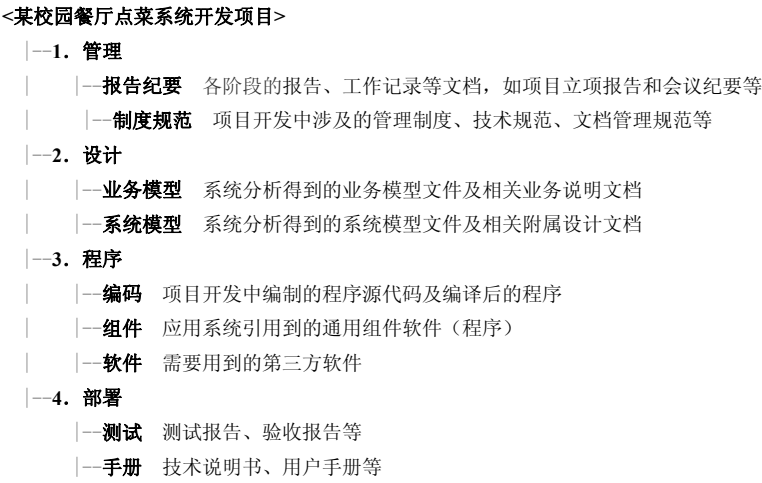 <某校园餐厅点菜系统开发项目>
|--1．管理
| |--报告纪要 各阶段的报告、工作记录等文档，如项目立项报告和会议纪要等
| |--制度规范 项目开发中涉及的管理制度、技术规范、文档管理规范等
|--2．设计
| |--业务模型 系统分析得到的业务模型文件及相关业务说明文档
| |--系统模型 系统分析得到的系统模型文件及相关附属设计文档
|--3．程序
| |--编码 项目开发中编制的程序源代码及编译后的程序
| |--组件 应用系统引用到的通用组件软件（程序）
| |--软件 需要用到的第三方软件
|--4．部署
|--测试 测试报告、验收报告等
|--手册 技术说明书、用户手册等